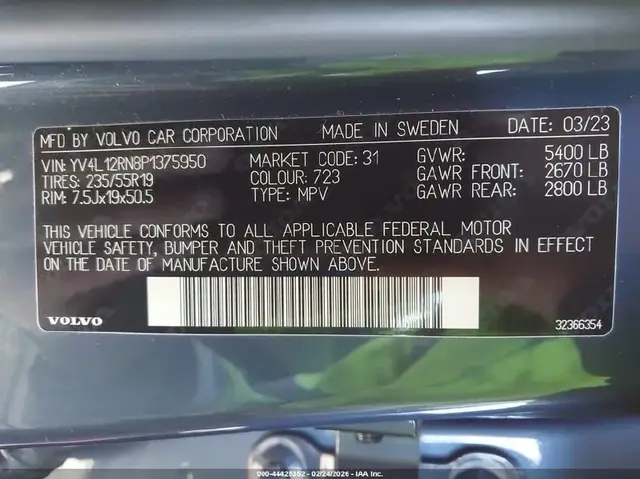 MFD BY VOLVO CAR CORPORATION MADE IN SWEDEN DATE: 03/23
VIN: YV4L12RN8P1375950 MARKET CODE: 31 GVWR: 5400 LB
TIRES: 235/55R19 COLOUR: 723 GAWR FRONT: 2670 LB
RIM: 7.5Jx19x50.5 TYPE: MPV GAWR REAR: 2800 LB
THIS VEHICLE CONFORMS TO ALL APPLICABLE FEDERAL MOTOR
VEHICLE SAFETY, BUMPER AND THEFT PREVENTION STANDARDS IN EFFECT
ON THE DATE OF MANUFACTURE SHOWN ABOVE.
VOLVO 32366354
000-44425352 - 02/24/2026 - IAA Inc.